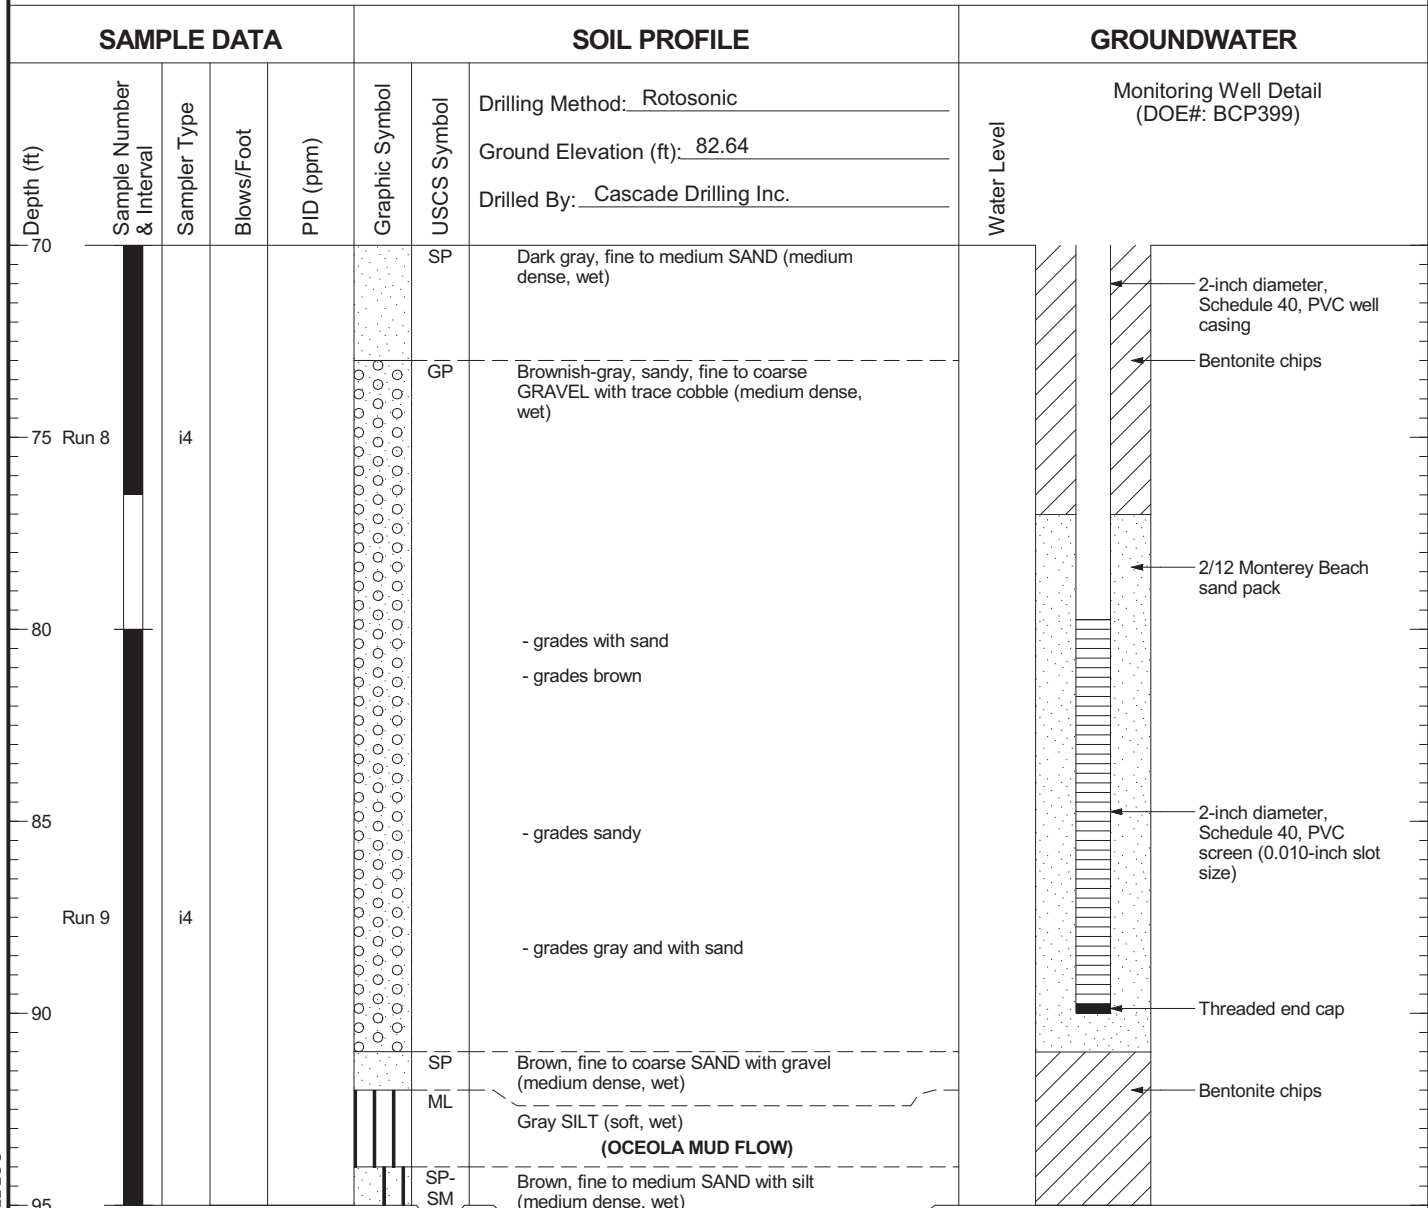 SAMPLE DATA
SOIL PROFILE
GROUNDWATER
Depth (ft)
Sample Number
& Interval
Sampler Type
Blows/Foot
PID (ppm)
Graphic Symbol
USCS Symbol
Drilling Method: Rotosonic
Ground Elevation (ft): 82.64
Drilled By: Cascade Drilling Inc.
Water Level
Monitoring Well Detail
(DOE#: BCP399)
70
SP
Dark gray, fine to medium SAND (medium
dense, wet)
2-inch diameter,
Schedule 40, PVC well
casing
Bentonite chips
GP
Brownish-gray, sandy, fine to coarse
GRAVEL with trace cobble (medium dense,
wet)
75
Run 8
i4
2/12 Monterey Beach
sand pack
80
- grades with sand
- grades brown
85
- grades sandy
2-inch diameter,
Schedule 40, PVC
screen (0.010-inch slot
size)
Run 9
i4
- grades gray and with sand
90
Threaded end cap
SP
Brown, fine to coarse SAND with gravel
(medium dense, wet)
Bentonite chips
ML
Gray SILT (soft, wet)
(OCEOLA MUD FLOW)
SP-
SM
Brown, fine to medium SAND with silt
(medium dense, wet)
95